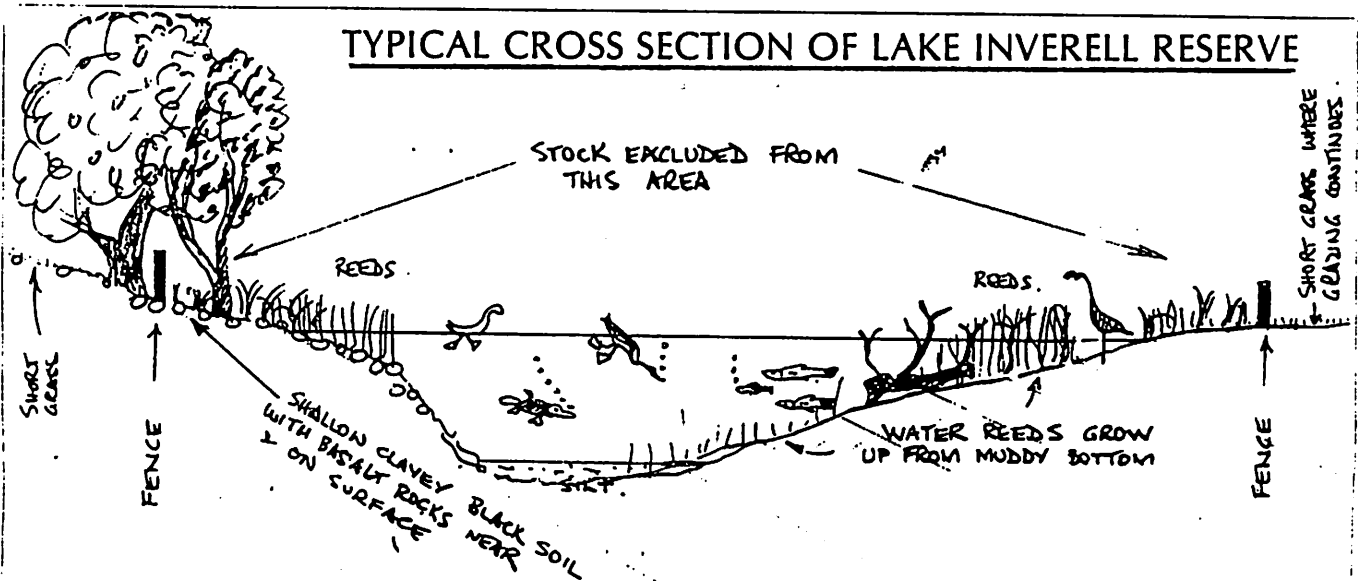 TYPICAL CROSS SECTION OF LAKE INVERELL RESERVE
STOCK EXCLUDED FROM
THIS AREA
SHORT GRASS WHERE
GRAZING CONTINUES.
REEDS.
REEDS.
SHORT
GRASS
FENCE
SHALLOW CLAYEY BLACK SOIL
WITH BASALT ROCKS NEAR
& ON SURFACE
SILT.
WATER REEDS GROW
UP FROM MUDDY BOTTOM
FENCE